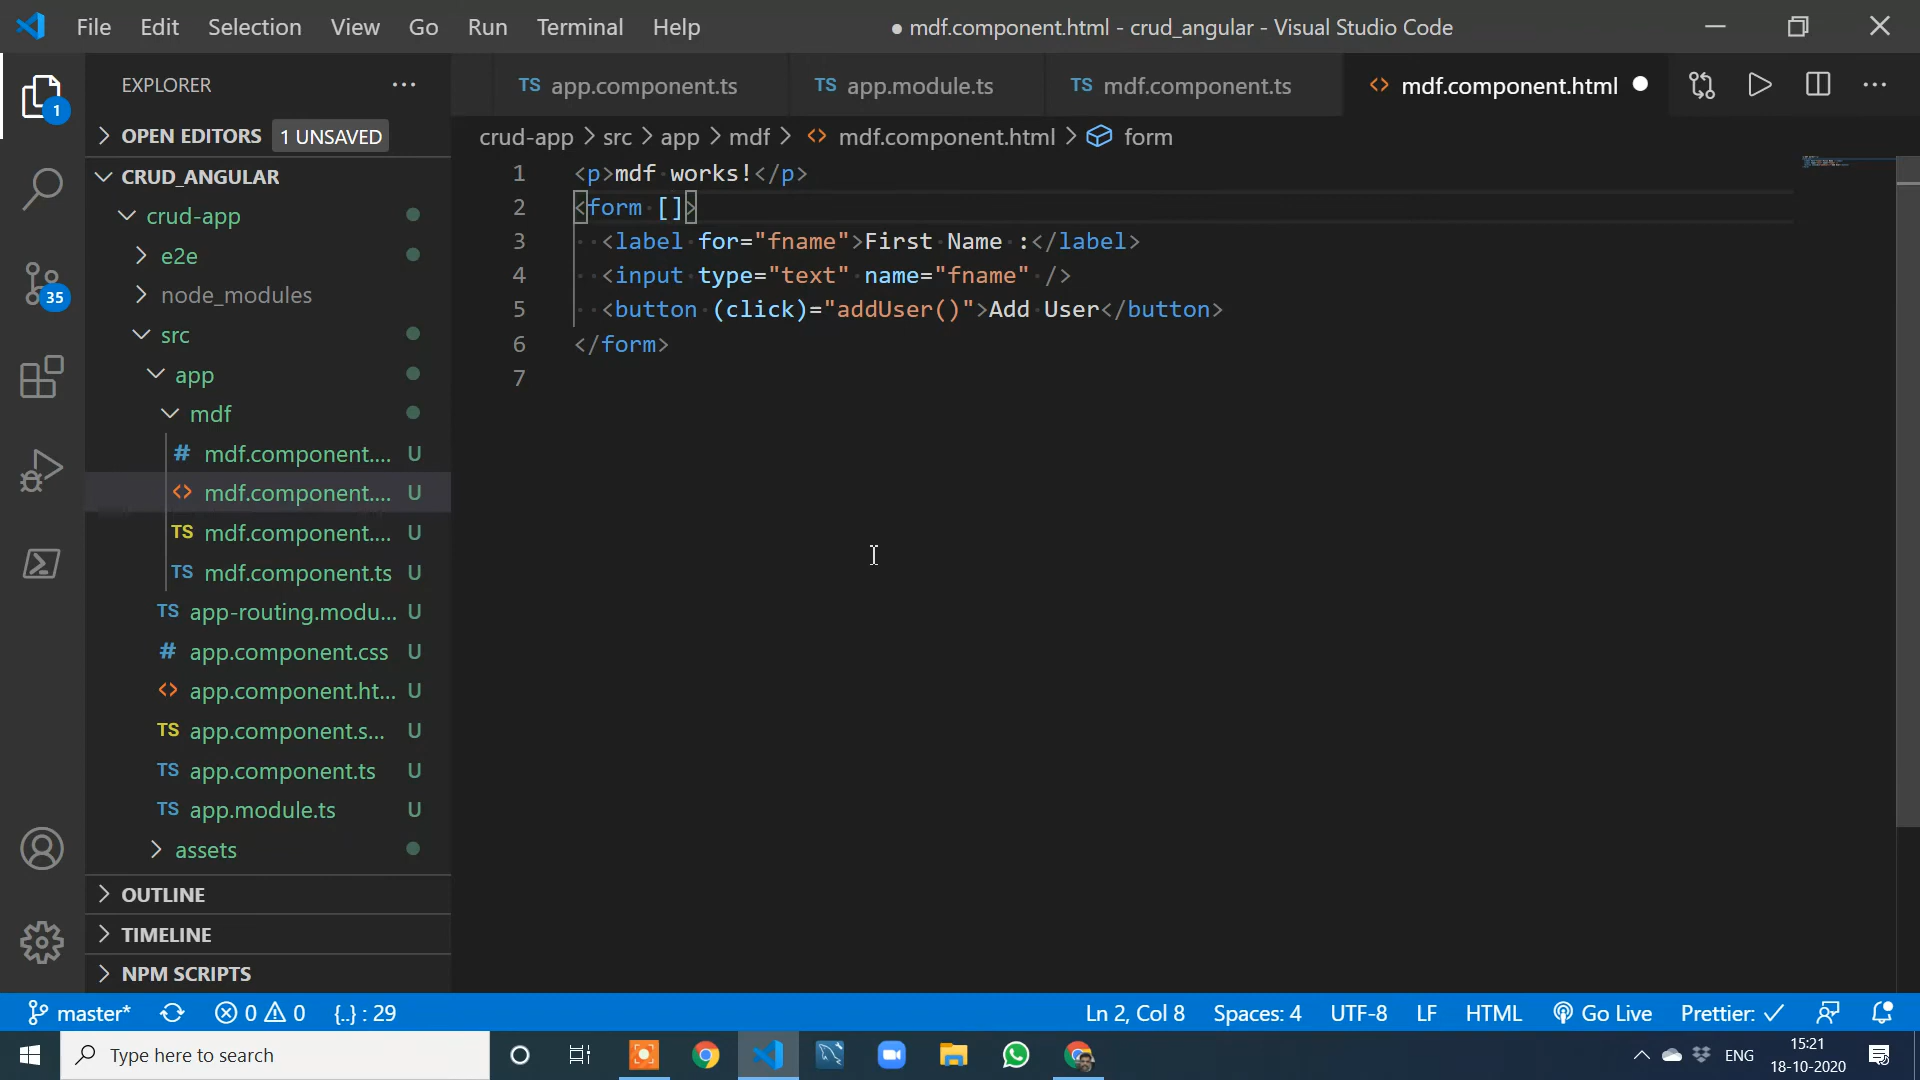 File Edit Selection View Go Run Terminal Help
● mdf.component.html - crud_angular - Visual Studio Code
EXPLORER
TS app.component.ts
TS app.module.ts
TS mdf.component.ts
<> mdf.component.html
1
OPEN EDITORS 1 UNSAVED
crud-app > src > app > mdf > <> mdf.component.html > form
CRUD_ANGULAR
crud-app
e2e
node_modules
src
app
mdf
# mdf.component.... U
<> mdf.component.... U
TS mdf.component.... U
TS mdf.component.ts U
TS app-routing.modu... U
# app.component.css U
<> app.component.ht... U
TS app.component.s... U
TS app.component.ts U
TS app.module.ts U
assets
OUTLINE
TIMELINE
NPM SCRIPTS
35
1 <p>mdf works!</p>
2 <form []>
3 <label for="fname">First Name :</label>
4 <input type="text" name="fname" />
5 <button (click)="addUser()">Add User</button>
6 </form>
7
master* 0 0 {..} : 29
Ln 2, Col 8 Spaces: 4 UTF-8 LF HTML Go Live Prettier: ✓
Type here to search
ENG
15:21
18-10-2020